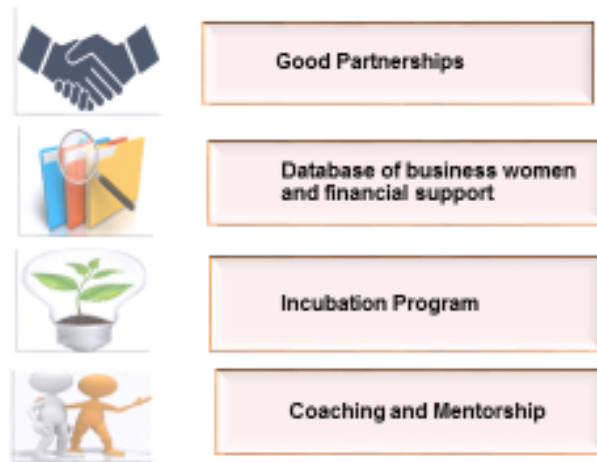 Good Partnerships
Database of business women
and financial support
Incubation Program
Coaching and Mentorship